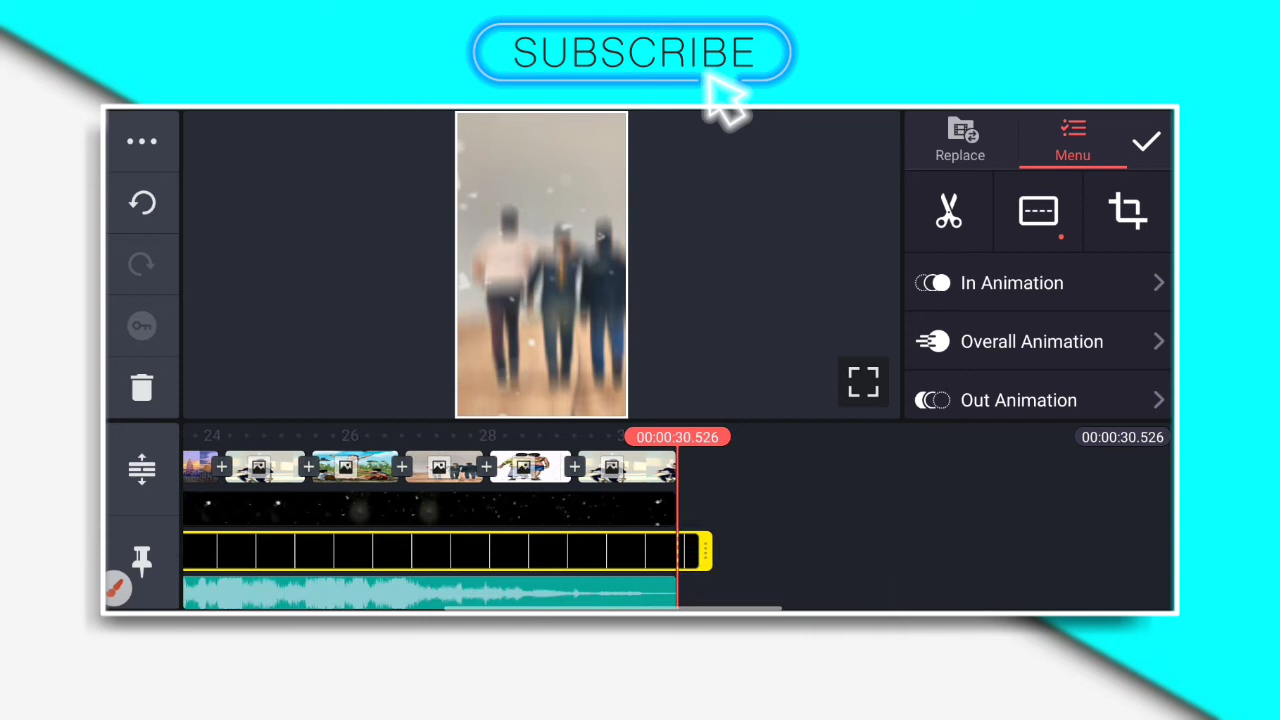 SUBSCRIBE
Replace
Menu
In Animation
Overall Animation
Out Animation
24
26
28
00:00:30.526
00:00:30.526